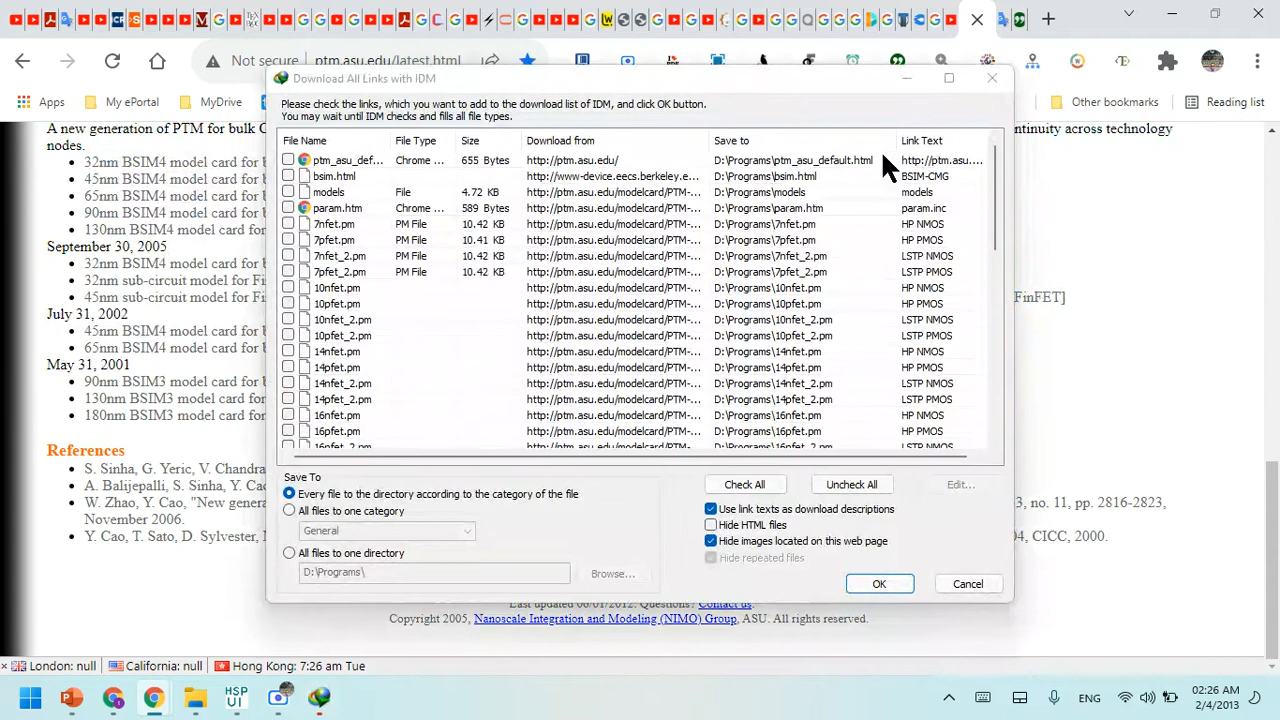 Not secure ptm.asu.edu/latest.html
Apps My ePortal MyDrive Other bookmarks Reading list
Download All Links with IDM
Please check the links, which you want to add to the download list of IDM, and click OK button.
You may wait until IDM checks and fills all file types.
File Name File Type Size Download from Save to Link Text
ptm_asu_def... Chrome ... 655 Bytes http://ptm.asu.edu/ D:\Programs\ptm_asu_default.html http://ptm.asu....
bsim.html http://www-device.eecs.berkeley.e... D:\Programs\bsim.html BSIM-CMG
models File 4.72 KB http://ptm.asu.edu/modelcard/PTM-... D:\Programs\models models
param.htm Chrome ... 589 Bytes http://ptm.asu.edu/modelcard/PTM-... D:\Programs\param.htm param.inc
7nfet.pm PM File 10.42 KB http://ptm.asu.edu/modelcard/PTM-... D:\Programs\7nfet.pm HP NMOS
7pfet.pm PM File 10.41 KB http://ptm.asu.edu/modelcard/PTM-... D:\Programs\7pfet.pm HP PMOS
7nfet_2.pm PM File 10.42 KB http://ptm.asu.edu/modelcard/PTM-... D:\Programs\7nfet_2.pm LSTP NMOS
7pfet_2.pm PM File 10.42 KB http://ptm.asu.edu/modelcard/PTM-... D:\Programs\7pfet_2.pm LSTP PMOS
10nfet.pm http://ptm.asu.edu/modelcard/PTM-... D:\Programs\10nfet.pm HP NMOS
10pfet.pm http://ptm.asu.edu/modelcard/PTM-... D:\Programs\10pfet.pm HP PMOS
10nfet_2.pm http://ptm.asu.edu/modelcard/PTM-... D:\Programs\10nfet_2.pm LSTP NMOS
10pfet_2.pm http://ptm.asu.edu/modelcard/PTM-... D:\Programs\10pfet_2.pm LSTP PMOS
14nfet.pm http://ptm.asu.edu/modelcard/PTM-... D:\Programs\14nfet.pm HP NMOS
14pfet.pm http://ptm.asu.edu/modelcard/PTM-... D:\Programs\14pfet.pm HP PMOS
14nfet_2.pm http://ptm.asu.edu/modelcard/PTM-... D:\Programs\14nfet_2.pm LSTP NMOS
14pfet_2.pm http://ptm.asu.edu/modelcard/PTM-... D:\Programs\14pfet_2.pm LSTP PMOS
16nfet.pm http://ptm.asu.edu/modelcard/PTM-... D:\Programs\16nfet.pm HP NMOS
16pfet.pm http://ptm.asu.edu/modelcard/PTM-... D:\Programs\16pfet.pm HP PMOS
16nfet_2.pm http://ptm.asu.edu/modelcard/PTM-... D:\Programs\16nfet_2.pm LSTP NMOS
Save To
Every file to the directory according to the category of the file
All files to one category
General
All files to one directory
D:\Programs\ Browse...
Check All Uncheck All Edit...
Use link texts as download descriptions
Hide HTML files
Hide images located on this web page
Hide repeated files
OK Cancel
A new generation of PTM for bulk C ontinuity across technology
nodes.
32nm BSIM4 model card for b
45nm BSIM4 model card for b
65nm BSIM4 model card for b
90nm BSIM4 model card for b
130nm BSIM4 model card for
September 30, 2005
32nm BSIM4 model card for b
32nm sub-circuit model for Fin
45nm sub-circuit model for Fi FinFET]
July 31, 2002
45nm BSIM4 model card for b
65nm BSIM4 model card for b
May 31, 2001
90nm BSIM3 model card for b
130nm BSIM3 model card for
180nm BSIM3 model card for
References
S. Sinha, G. Yeric, V. Chandra
A. Balijepalli, S. Sinha, Y. Ca
W. Zhao, Y. Cao, "New genera 3, no. 11, pp. 2816-2823,
November 2006.
Y. Cao, T. Sato, D. Sylvester, M 04, CICC, 2000.
Last updated 06/01/2012. Questions? Contact us.
Copyright 2005, Nanoscale Integration and Modeling (NIMO) Group, ASU. All rights reserved.
London: null California: null Hong Kong: 7:26 am Tue
HSP UI ENG 02:26 AM
2/4/2013